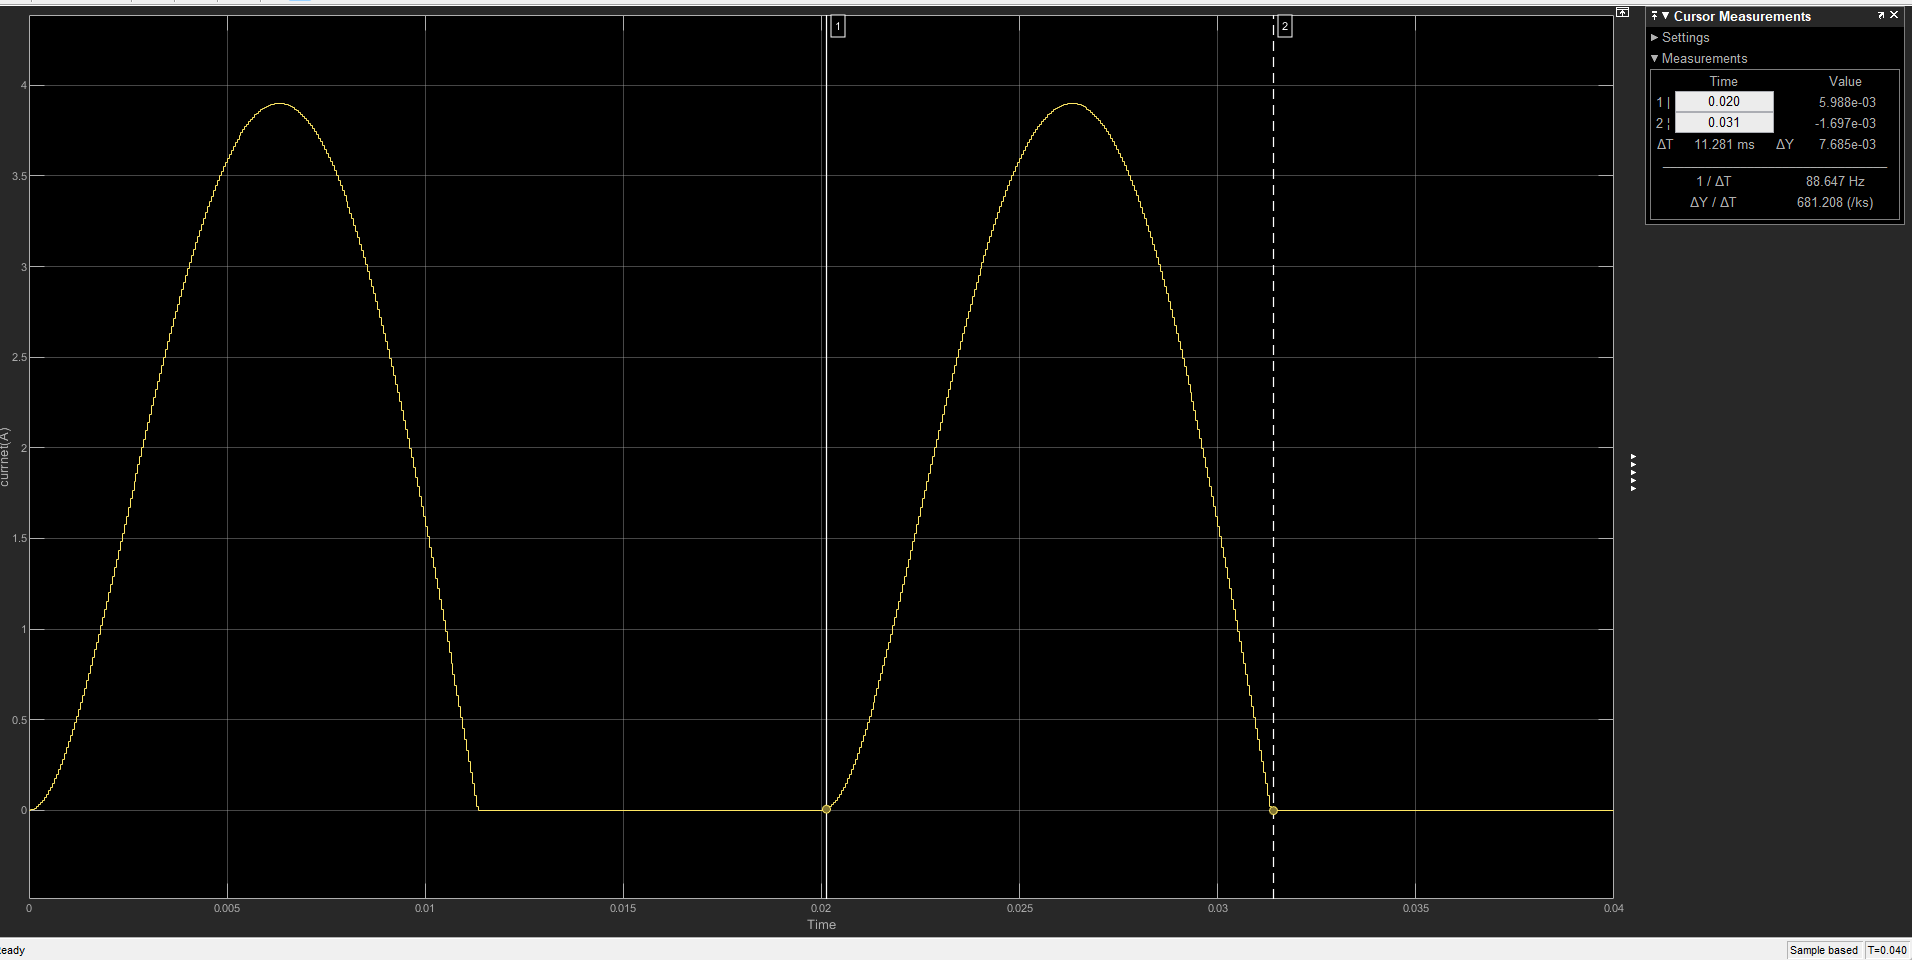 1
2
4
3.5
3
2.5
2
1.5
1
0.5
0
currnet(A)
0 0.005 0.01 0.015 0.02 0.025 0.03 0.035 0.04
Time
Cursor Measurements
Settings
Measurements
Time Value
1 | 0.020 5.988e-03
2 ¦ 0.031 -1.697e-03
ΔT 11.281 ms ΔY 7.685e-03
1 / ΔT 88.647 Hz
ΔY / ΔT 681.208 (/ks)
eady
Sample based T=0.040